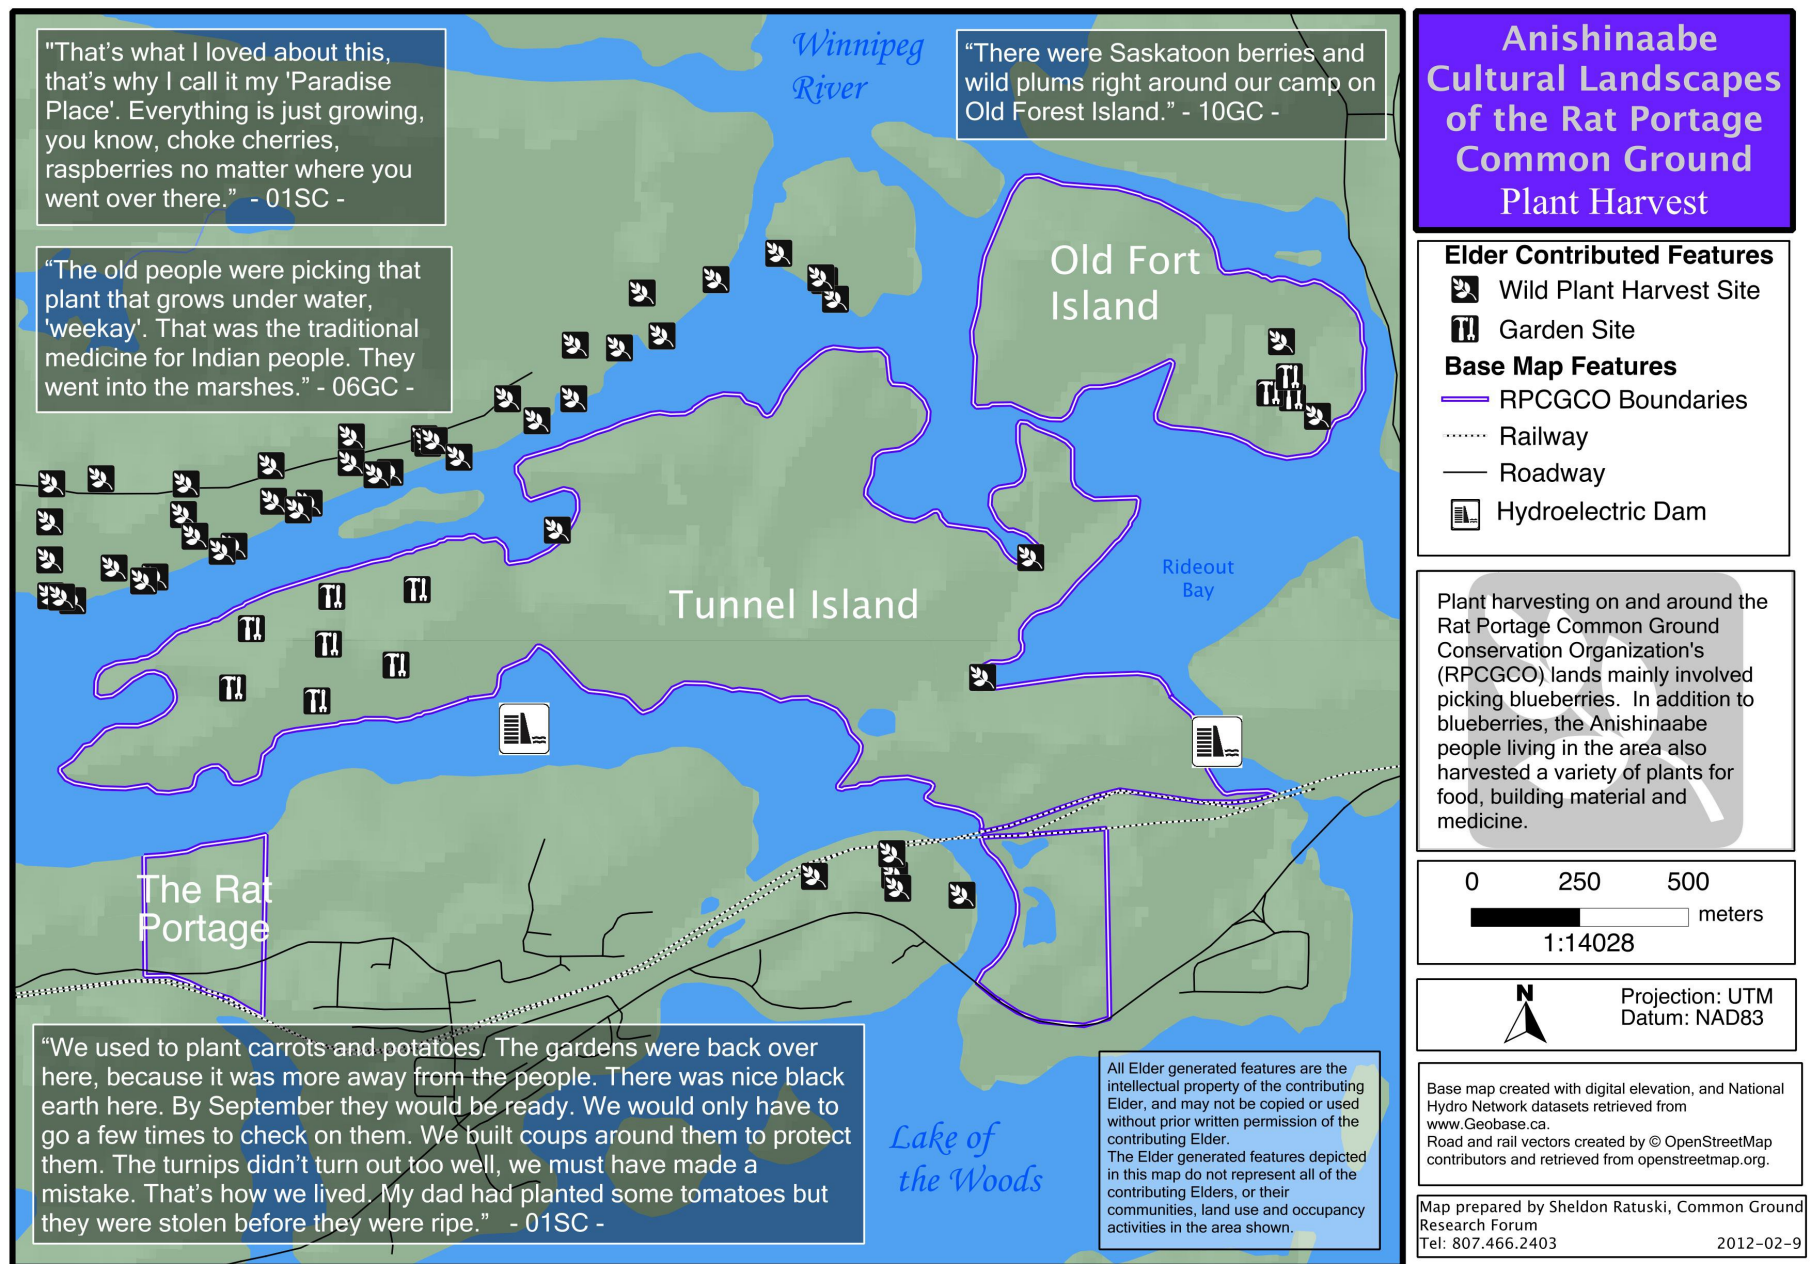 "That's what I loved about this,
that's why I call it my 'Paradise
Place'. Everything is just growing,
you know, choke cherries,
raspberries no matter where you
went over there.” - 01SC -
“The old people were picking that
plant that grows under water,
'weekay'. That was the traditional
medicine for Indian people. They
went into the marshes.” - 06GC -
Winnipeg
River
“There were Saskatoon berries and
wild plums right around our camp on
Old Forest Island.” - 10GC -
Old Fort
Island
Tunnel Island
Rideout
Bay
The Rat
Portage
“We used to plant carrots and potatoes. The gardens were back over
here, because it was more away from the people. There was nice black
earth here. By September they would be ready. We would only have to
go a few times to check on them. We built coups around them to protect
them. The turnips didn't turn out too well, we must have made a
mistake. That's how we lived. My dad had planted some tomatoes but
they were stolen before they were ripe.” - 01SC -
Lake of
the Woods
All Elder generated features are the
intellectual property of the contributing
Elder, and may not be copied or used
without prior written permission of the
contributing Elder.
The Elder generated features depicted
in this map do not represent all of the
contributing Elders, or their
communities, land use and occupancy
activities in the area shown.
Anishinaabe
Cultural Landscapes
of the Rat Portage
Common Ground
Plant Harvest
Elder Contributed Features
Wild Plant Harvest Site
Garden Site
Base Map Features
RPCGCO Boundaries
Railway
Roadway
Hydroelectric Dam
Plant harvesting on and around the
Rat Portage Common Ground
Conservation Organization's
(RPCGCO) lands mainly involved
picking blueberries. In addition to
blueberries, the Anishinaabe
people living in the area also
harvested a variety of plants for
food, building material and
medicine.
0 250 500
meters
1:14028
N
Projection: UTM
Datum: NAD83
Base map created with digital elevation, and National
Hydro Network datasets retrieved from
www.Geobase.ca.
Road and rail vectors created by © OpenStreetMap
contributors and retrieved from openstreetmap.org.
Map prepared by Sheldon Ratuski, Common Ground
Research Forum
Tel: 807.466.2403 2012-02-9